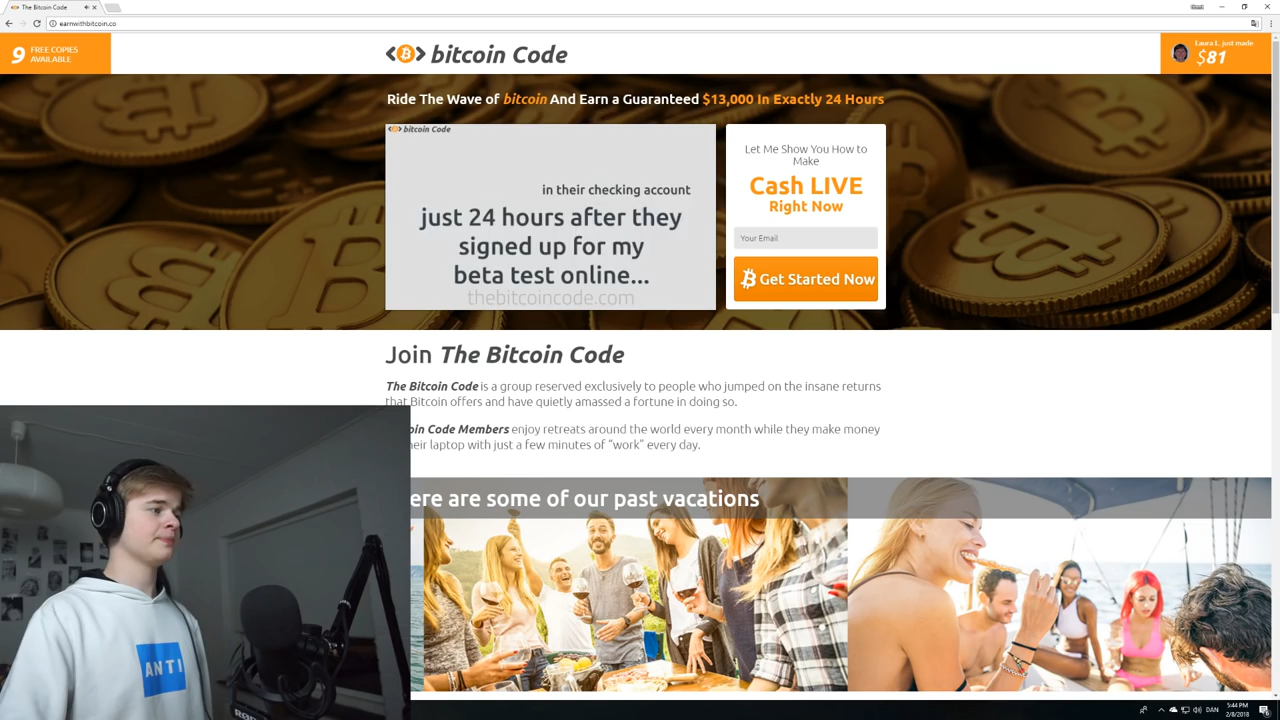 The Bitcoin Code
earnwithbitcoin.co
9 FREE COPIES
AVAILABLE
bitcoin Code
Laura L. just made
$81
Ride The Wave of bitcoin And Earn a Guaranteed $13,000 In Exactly 24 Hours
bitcoin Code
in their checking account
just 24 hours after they
signed up for my
beta test online...
thebitcoincode.com
Let Me Show You How to
Make
Cash LIVE
Right Now
Your Email
Get Started Now
Join The Bitcoin Code
The Bitcoin Code is a group reserved exclusively to people who jumped on the insane returns
that Bitcoin offers and have quietly amassed a fortune in doing so.
oin Code Members enjoy retreats around the world every month while they make money
heir laptop with just a few minutes of “work” every day.
ere are some of our past vacations
ANTI
DAN
5:44 PM
2/8/2018